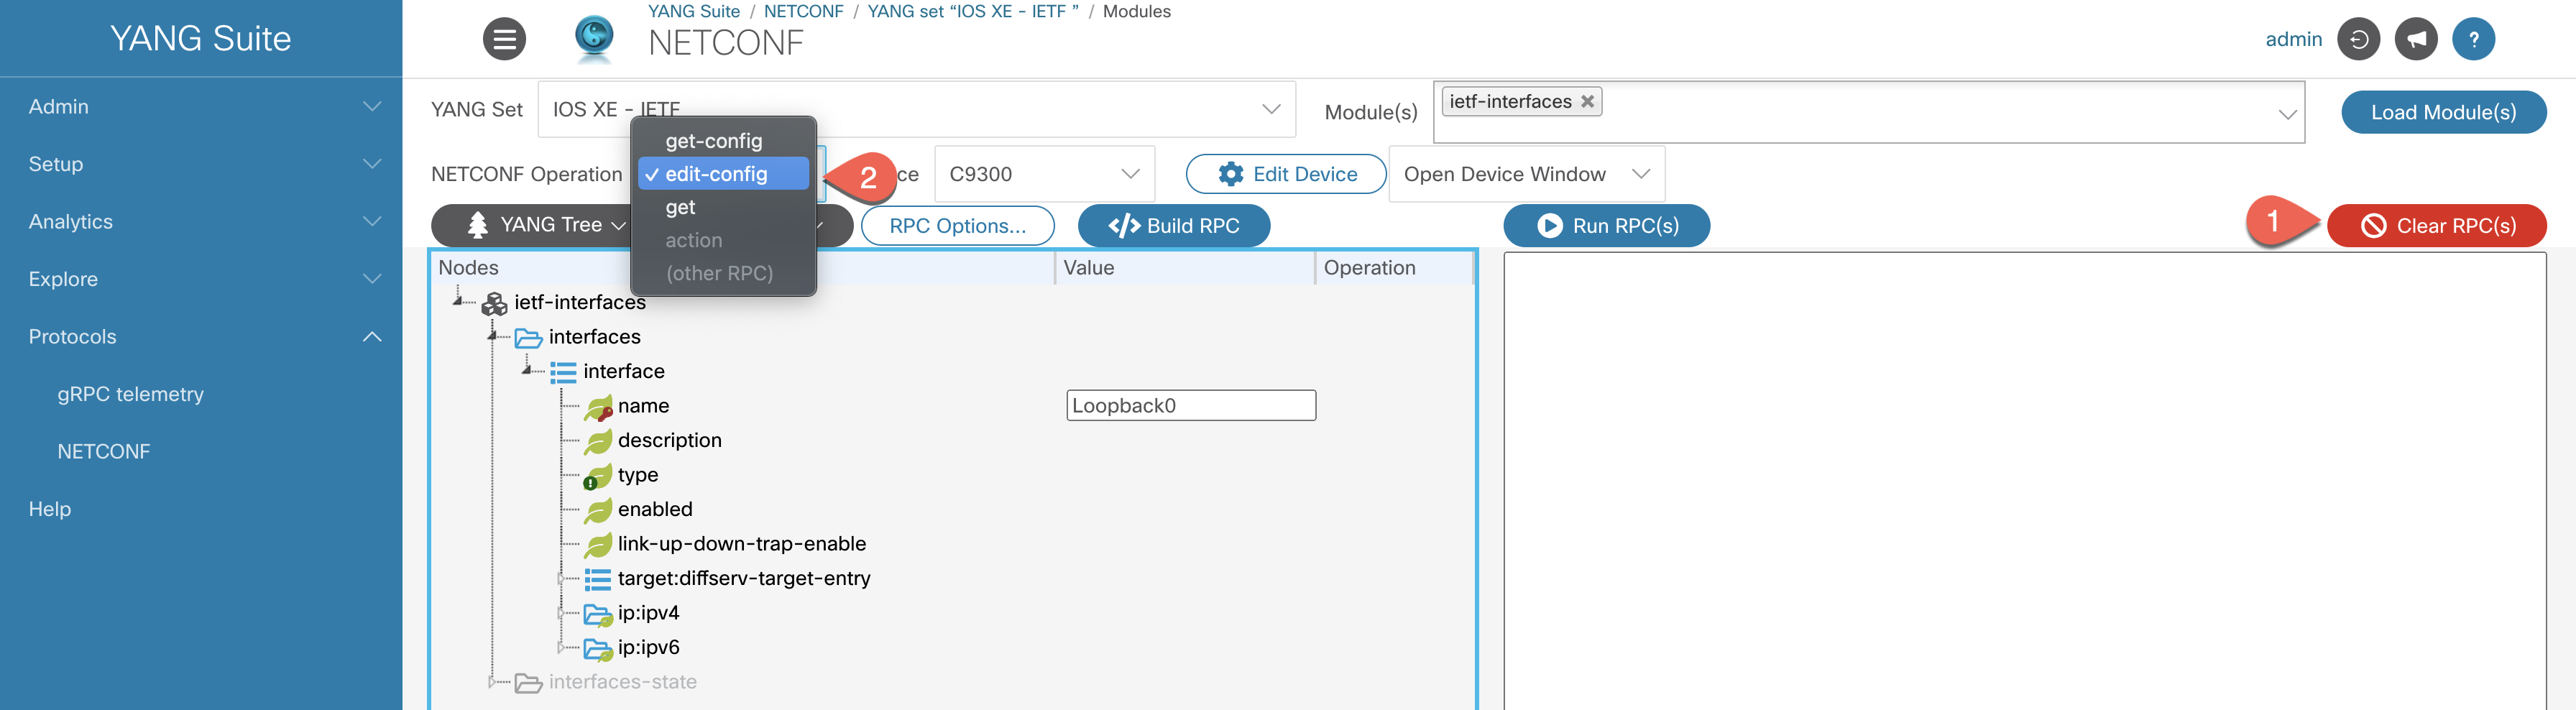 YANG Suite
YANG Suite / NETCONF / YANG set “IOS XE - IETF ” / Modules
NETCONF
admin
?
Admin
Setup
Analytics
Explore
Protocols
gRPC telemetry
NETCONF
Help
YANG Set
IOS XE - IETF
Module(s)
ietf-interfaces
Load Module(s)
NETCONF Operation
get-config
edit-config
get
action
(other RPC)
2
ce
C9300
Edit Device
Open Device Window
YANG Tree
RPC Options...
Build RPC
Run RPC(s)
1
Clear RPC(s)
Nodes Value Operation
ietf-interfaces
interfaces
interface
name Loopback0
description
type
enabled
link-up-down-trap-enable
target:diffserv-target-entry
ip:ipv4
ip:ipv6
interfaces-state